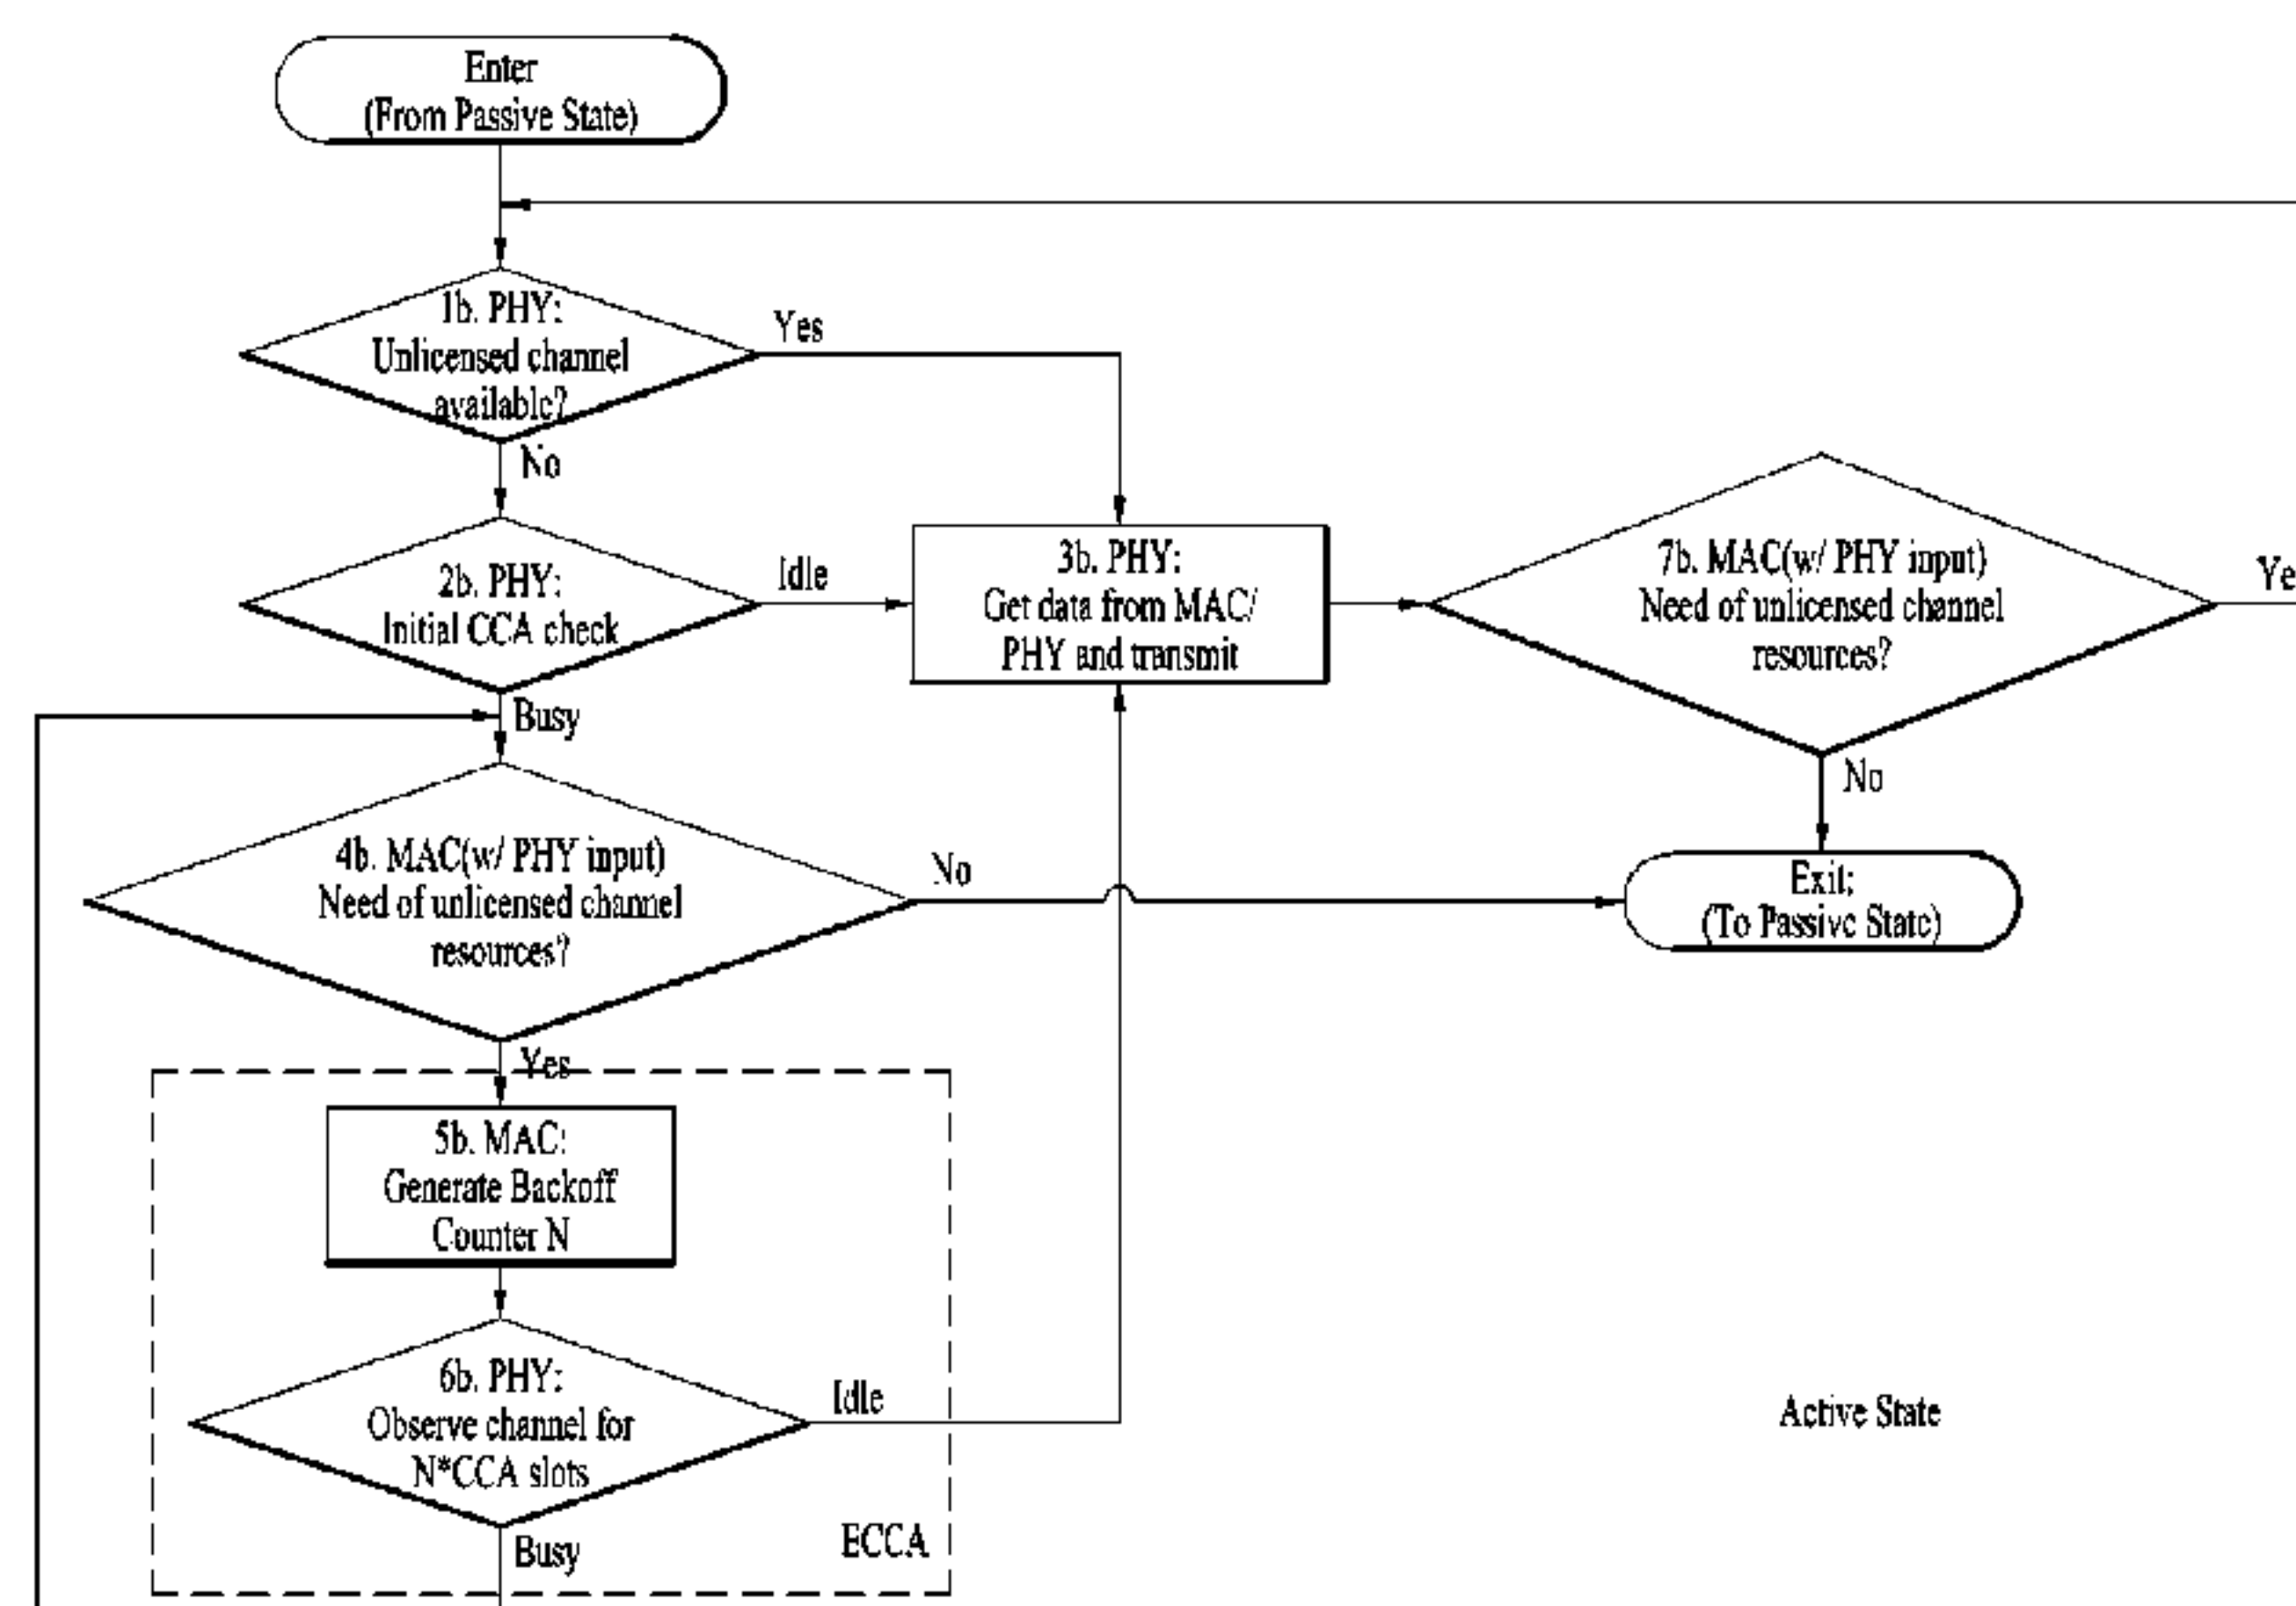 Enter
(From Passive State)
1b. PHY:
Unlicensed channel
available?
Yes
No
2b. PHY:
Initial CCA check
Idle
Busy
3b. PHY:
Get data from MAC/
PHY and transmit
7b. MAC(w/ PHY input)
Need of unlicensed channel
resources?
Ye
No
4b. MAC(w/ PHY input)
Need of unlicensed channel
resources?
No
Exit:
(To Passive State)
Yes
5b. MAC:
Generate Backoff
Counter N
6b. PHY:
Observe channel for
N*CCA slots
Idle
Busy
ECCA
Active State